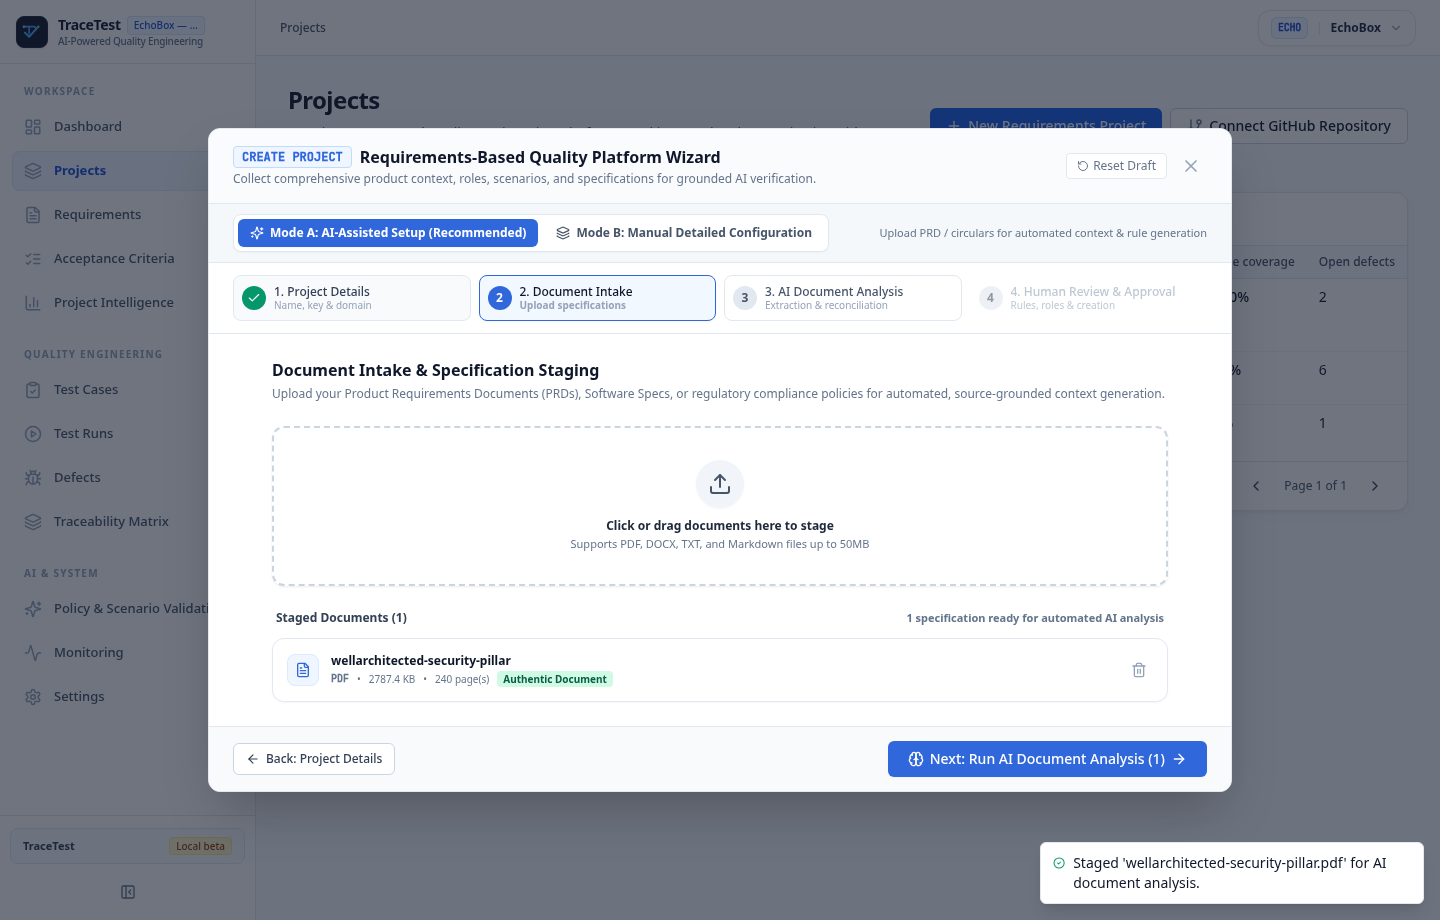 TraceTest EchoBox — ...
AI-Powered Quality Engineering
Projects
ECHO EchoBox
WORKSPACE
Dashboard
Projects
Requirements
Acceptance Criteria
Project Intelligence
QUALITY ENGINEERING
Test Cases
Test Runs
Defects
Traceability Matrix
AI & SYSTEM
Policy & Scenario Validati
Monitoring
Settings
TraceTest Local beta
Projects
New Requirements Project
Connect GitHub Repository
CREATE PROJECT Requirements-Based Quality Platform Wizard
Collect comprehensive product context, roles, scenarios, and specifications for grounded AI verification.
Reset Draft
Mode A: AI-Assisted Setup (Recommended)
Mode B: Manual Detailed Configuration
Upload PRD / circulars for automated context & rule generation
1. Project Details
Name, key & domain
2
2. Document Intake
Upload specifications
3
3. AI Document Analysis
Extraction & reconciliation
4
4. Human Review & Approval
Rules, roles & creation
Document Intake & Specification Staging
Upload your Product Requirements Documents (PRDs), Software Specs, or regulatory compliance policies for automated, source-grounded context generation.
Click or drag documents here to stage
Supports PDF, DOCX, TXT, and Markdown files up to 50MB
Staged Documents (1)
1 specification ready for automated AI analysis
wellarchitected-security-pillar
PDF • 2787.4 KB • 240 page(s) Authentic Document
Back: Project Details
Next: Run AI Document Analysis (1)
coverage Open defects
0% 2
% 6
1
Page 1 of 1
Staged 'wellarchitected-security-pillar.pdf' for AI
document analysis.